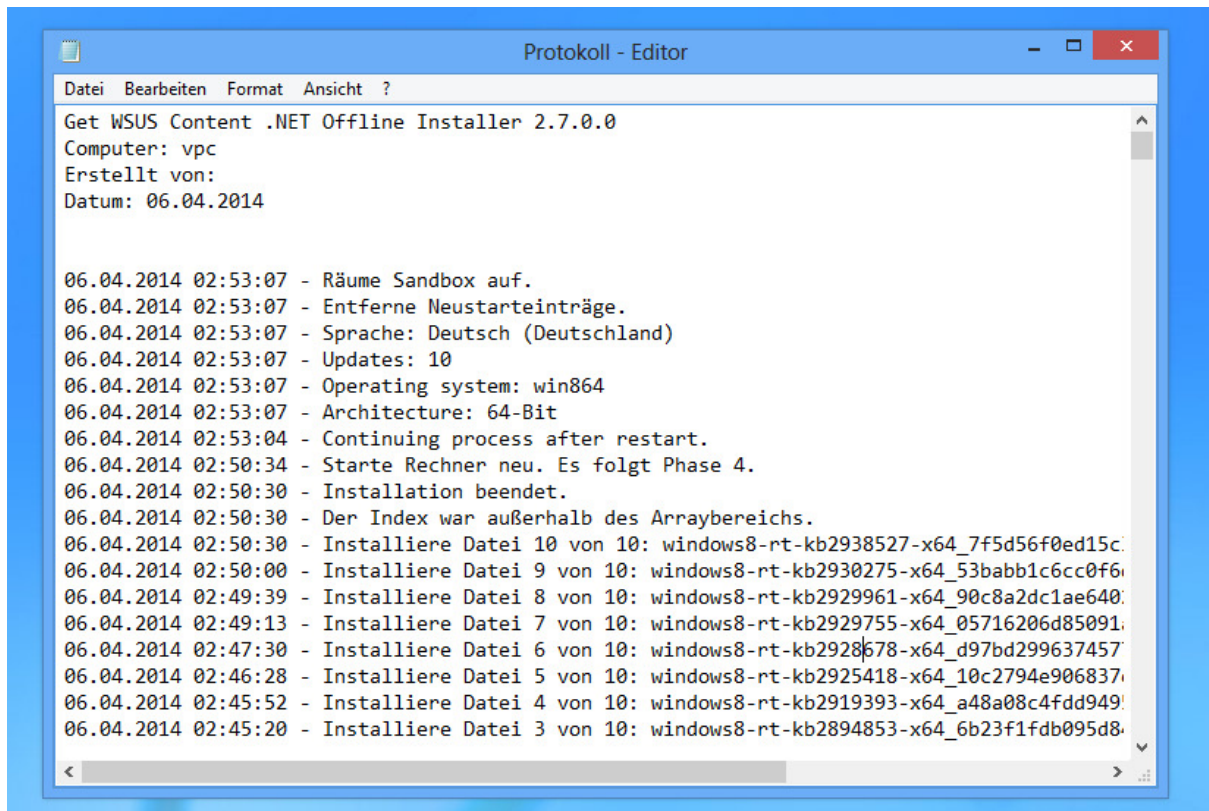 Protokoll - Editor
Datei Bearbeiten Format Ansicht ?
Get WSUS Content .NET Offline Installer 2.7.0.0
Computer: vpc
Erstellt von:
Datum: 06.04.2014
06.04.2014 02:53:07 - Räume Sandbox auf.
06.04.2014 02:53:07 - Entferne Neustarteinträge.
06.04.2014 02:53:07 - Sprache: Deutsch (Deutschland)
06.04.2014 02:53:07 - Updates: 10
06.04.2014 02:53:07 - Operating system: win864
06.04.2014 02:53:07 - Architecture: 64-Bit
06.04.2014 02:53:04 - Continuing process after restart.
06.04.2014 02:50:34 - Starte Rechner neu. Es folgt Phase 4.
06.04.2014 02:50:30 - Installation beendet.
06.04.2014 02:50:30 - Der Index war außerhalb des Arraybereichs.
06.04.2014 02:50:30 - Installiere Datei 10 von 10: windows8-rt-kb2938527-x64_7f5d56f0ed15c
06.04.2014 02:50:00 - Installiere Datei 9 von 10: windows8-rt-kb2930275-x64_53babb1c6cc0f6
06.04.2014 02:49:39 - Installiere Datei 8 von 10: windows8-rt-kb2929961-x64_90c8a2dc1ae640
06.04.2014 02:49:13 - Installiere Datei 7 von 10: windows8-rt-kb2929755-x64_05716206d85091
06.04.2014 02:47:30 - Installiere Datei 6 von 10: windows8-rt-kb2928678-x64_d97bd299637457
06.04.2014 02:46:28 - Installiere Datei 5 von 10: windows8-rt-kb2925418-x64_10c2794e906837
06.04.2014 02:45:52 - Installiere Datei 4 von 10: windows8-rt-kb2919393-x64_a48a08c4fdd949
06.04.2014 02:45:20 - Installiere Datei 3 von 10: windows8-rt-kb2894853-x64_6b23f1fdb095d8